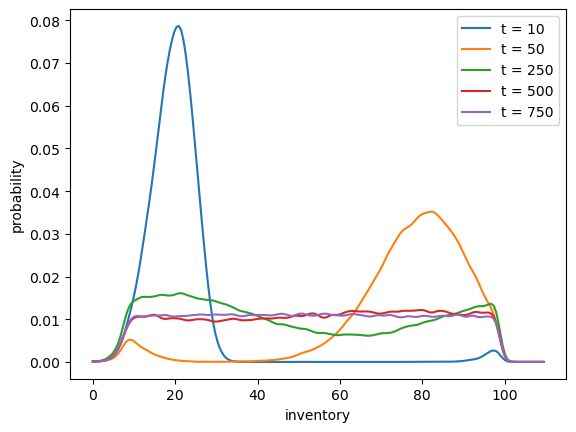 0.08
0.07
0.06
0.05
0.04
0.03
0.02
0.01
0.00
probability
t = 10
t = 50
t = 250
t = 500
t = 750
0 20 40 60 80 100
inventory